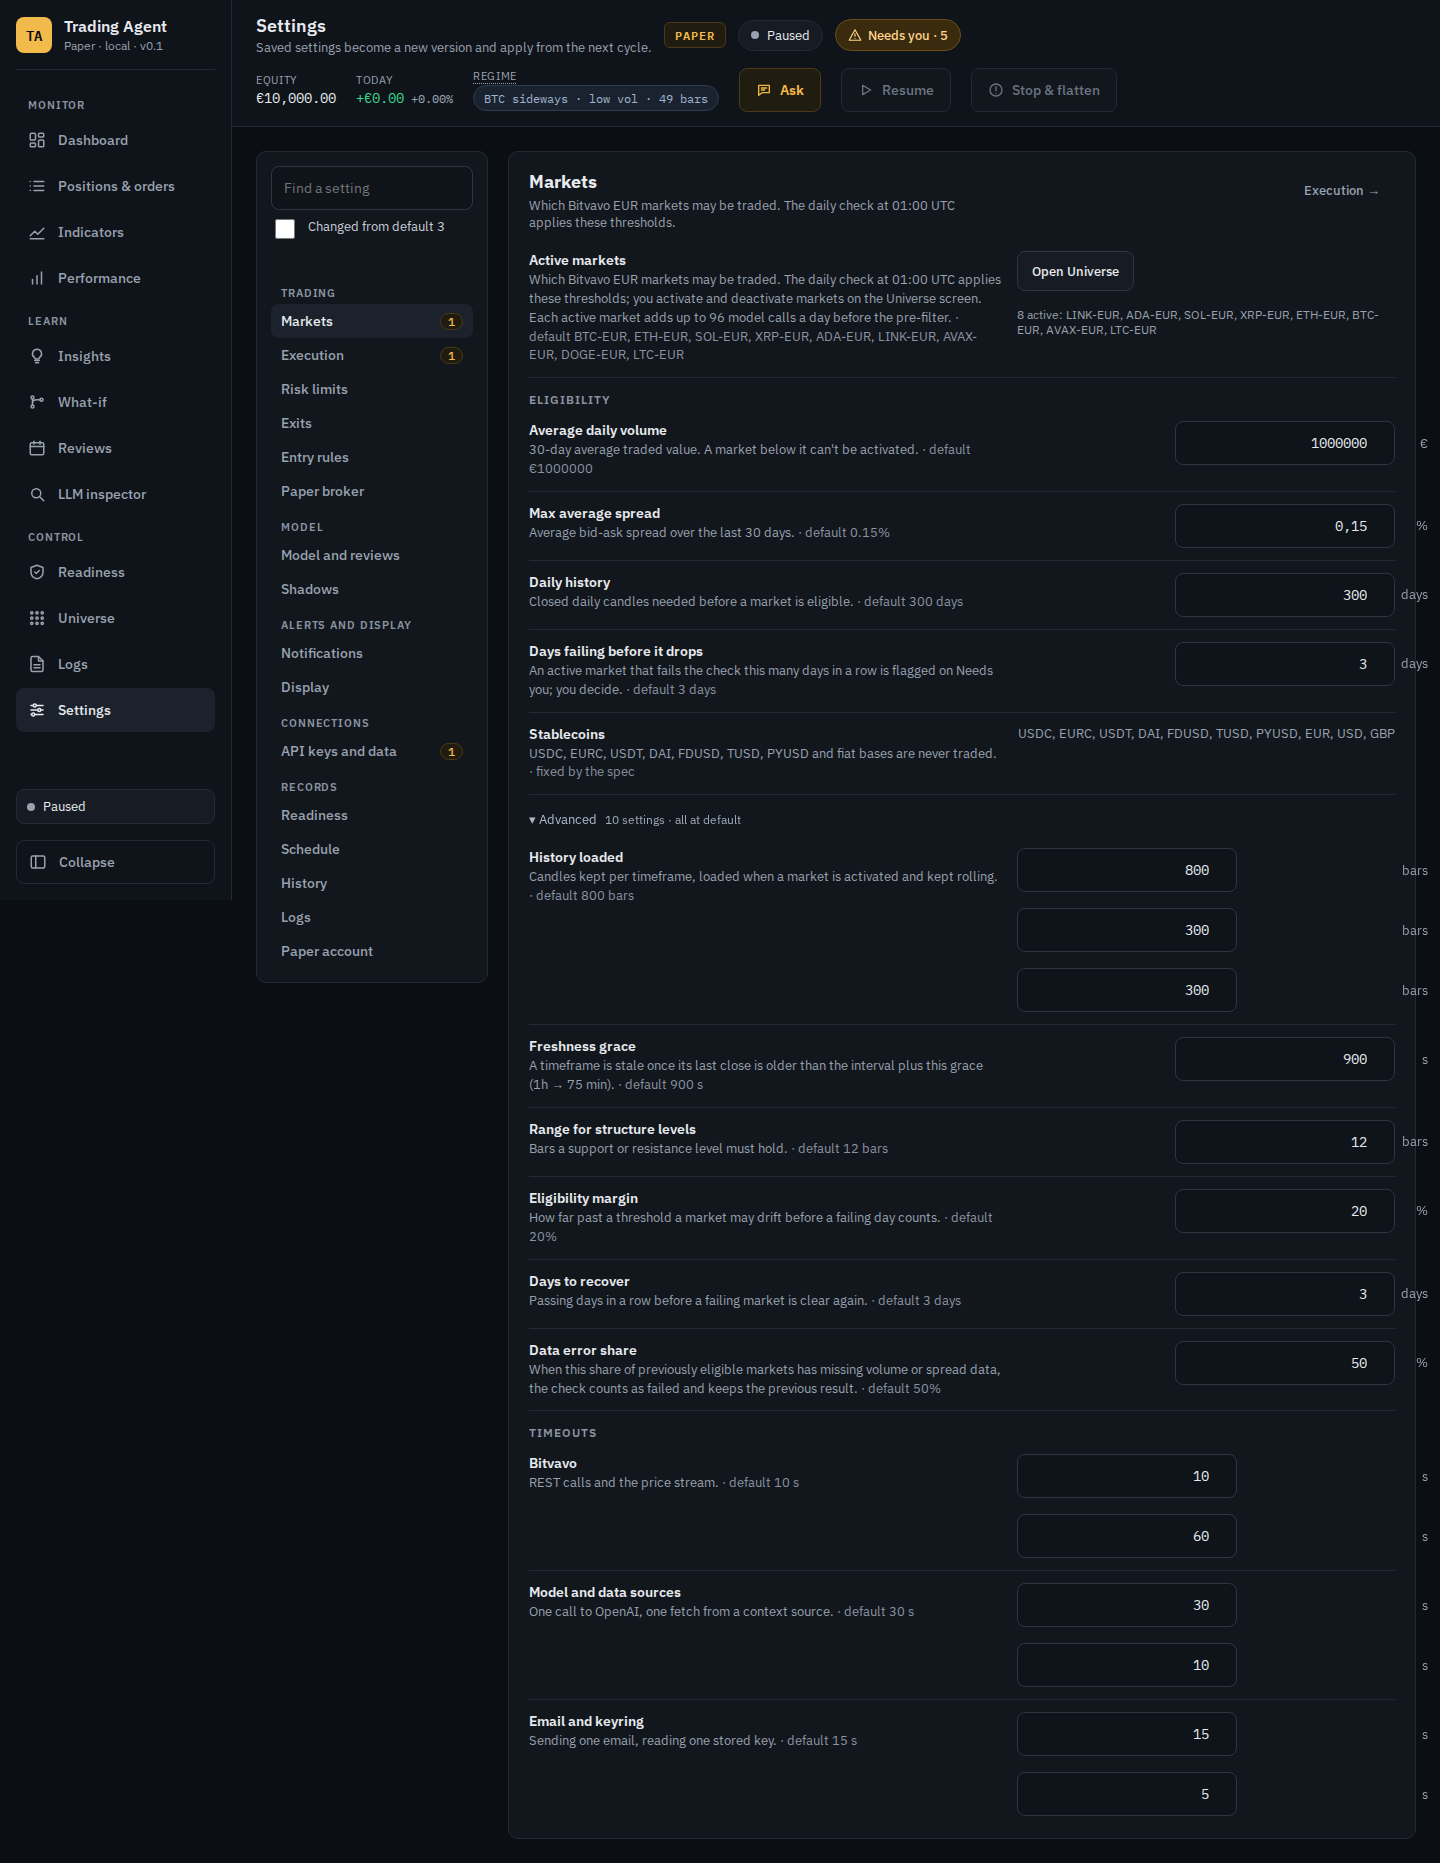 TA
Trading Agent
Paper · local · v0.1
MONITOR
Dashboard
Positions & orders
Indicators
Performance
LEARN
Insights
What-if
Reviews
LLM inspector
CONTROL
Readiness
Universe
Logs
Settings
Paused
Collapse
Settings
Saved settings become a new version and apply from the next cycle.
PAPER
Paused
Needs you · 5
EQUITY
€10,000.00
TODAY
+€0.00 +0.00%
REGIME
BTC sideways · low vol · 49 bars
Ask
Resume
Stop & flatten
Find a setting
Changed from default 3
TRADING
Markets 1
Execution 1
Risk limits
Exits
Entry rules
Paper broker
MODEL
Model and reviews
Shadows
ALERTS AND DISPLAY
Notifications
Display
CONNECTIONS
API keys and data 1
RECORDS
Readiness
Schedule
History
Logs
Paper account
Markets
Which Bitvavo EUR markets may be traded. The daily check at 01:00 UTC
applies these thresholds.
Execution →
Active markets
Which Bitvavo EUR markets may be traded. The daily check at 01:00 UTC applies
these thresholds; you activate and deactivate markets on the Universe screen.
Each active market adds up to 96 model calls a day before the pre-filter. ·
default BTC-EUR, ETH-EUR, SOL-EUR, XRP-EUR, ADA-EUR, LINK-EUR, AVAX-
EUR, DOGE-EUR, LTC-EUR
Open Universe
8 active: LINK-EUR, ADA-EUR, SOL-EUR, XRP-EUR, ETH-EUR, BTC-
EUR, AVAX-EUR, LTC-EUR
ELIGIBILITY
Average daily volume
30-day average traded value. A market below it can't be activated. · default
€1000000
1000000 €
Max average spread
Average bid-ask spread over the last 30 days. · default 0.15%
0,15 %
Daily history
Closed daily candles needed before a market is eligible. · default 300 days
300 days
Days failing before it drops
An active market that fails the check this many days in a row is flagged on Needs
you; you decide. · default 3 days
3 days
Stablecoins
USDC, EURC, USDT, DAI, FDUSD, TUSD, PYUSD and fiat bases are never traded.
· fixed by the spec
USDC, EURC, USDT, DAI, FDUSD, TUSD, PYUSD, EUR, USD, GBP
▾ Advanced 10 settings · all at default
History loaded
Candles kept per timeframe, loaded when a market is activated and kept rolling.
· default 800 bars
800 bars
300 bars
300 bars
Freshness grace
A timeframe is stale once its last close is older than the interval plus this grace
(1h → 75 min). · default 900 s
900 s
Range for structure levels
Bars a support or resistance level must hold. · default 12 bars
12 bars
Eligibility margin
How far past a threshold a market may drift before a failing day counts. · default
20%
20 %
Days to recover
Passing days in a row before a failing market is clear again. · default 3 days
3 days
Data error share
When this share of previously eligible markets has missing volume or spread data,
the check counts as failed and keeps the previous result. · default 50%
50 %
TIMEOUTS
Bitvavo
REST calls and the price stream. · default 10 s
10 s
60 s
Model and data sources
One call to OpenAI, one fetch from a context source. · default 30 s
30 s
10 s
Email and keyring
Sending one email, reading one stored key. · default 15 s
15 s
5 s